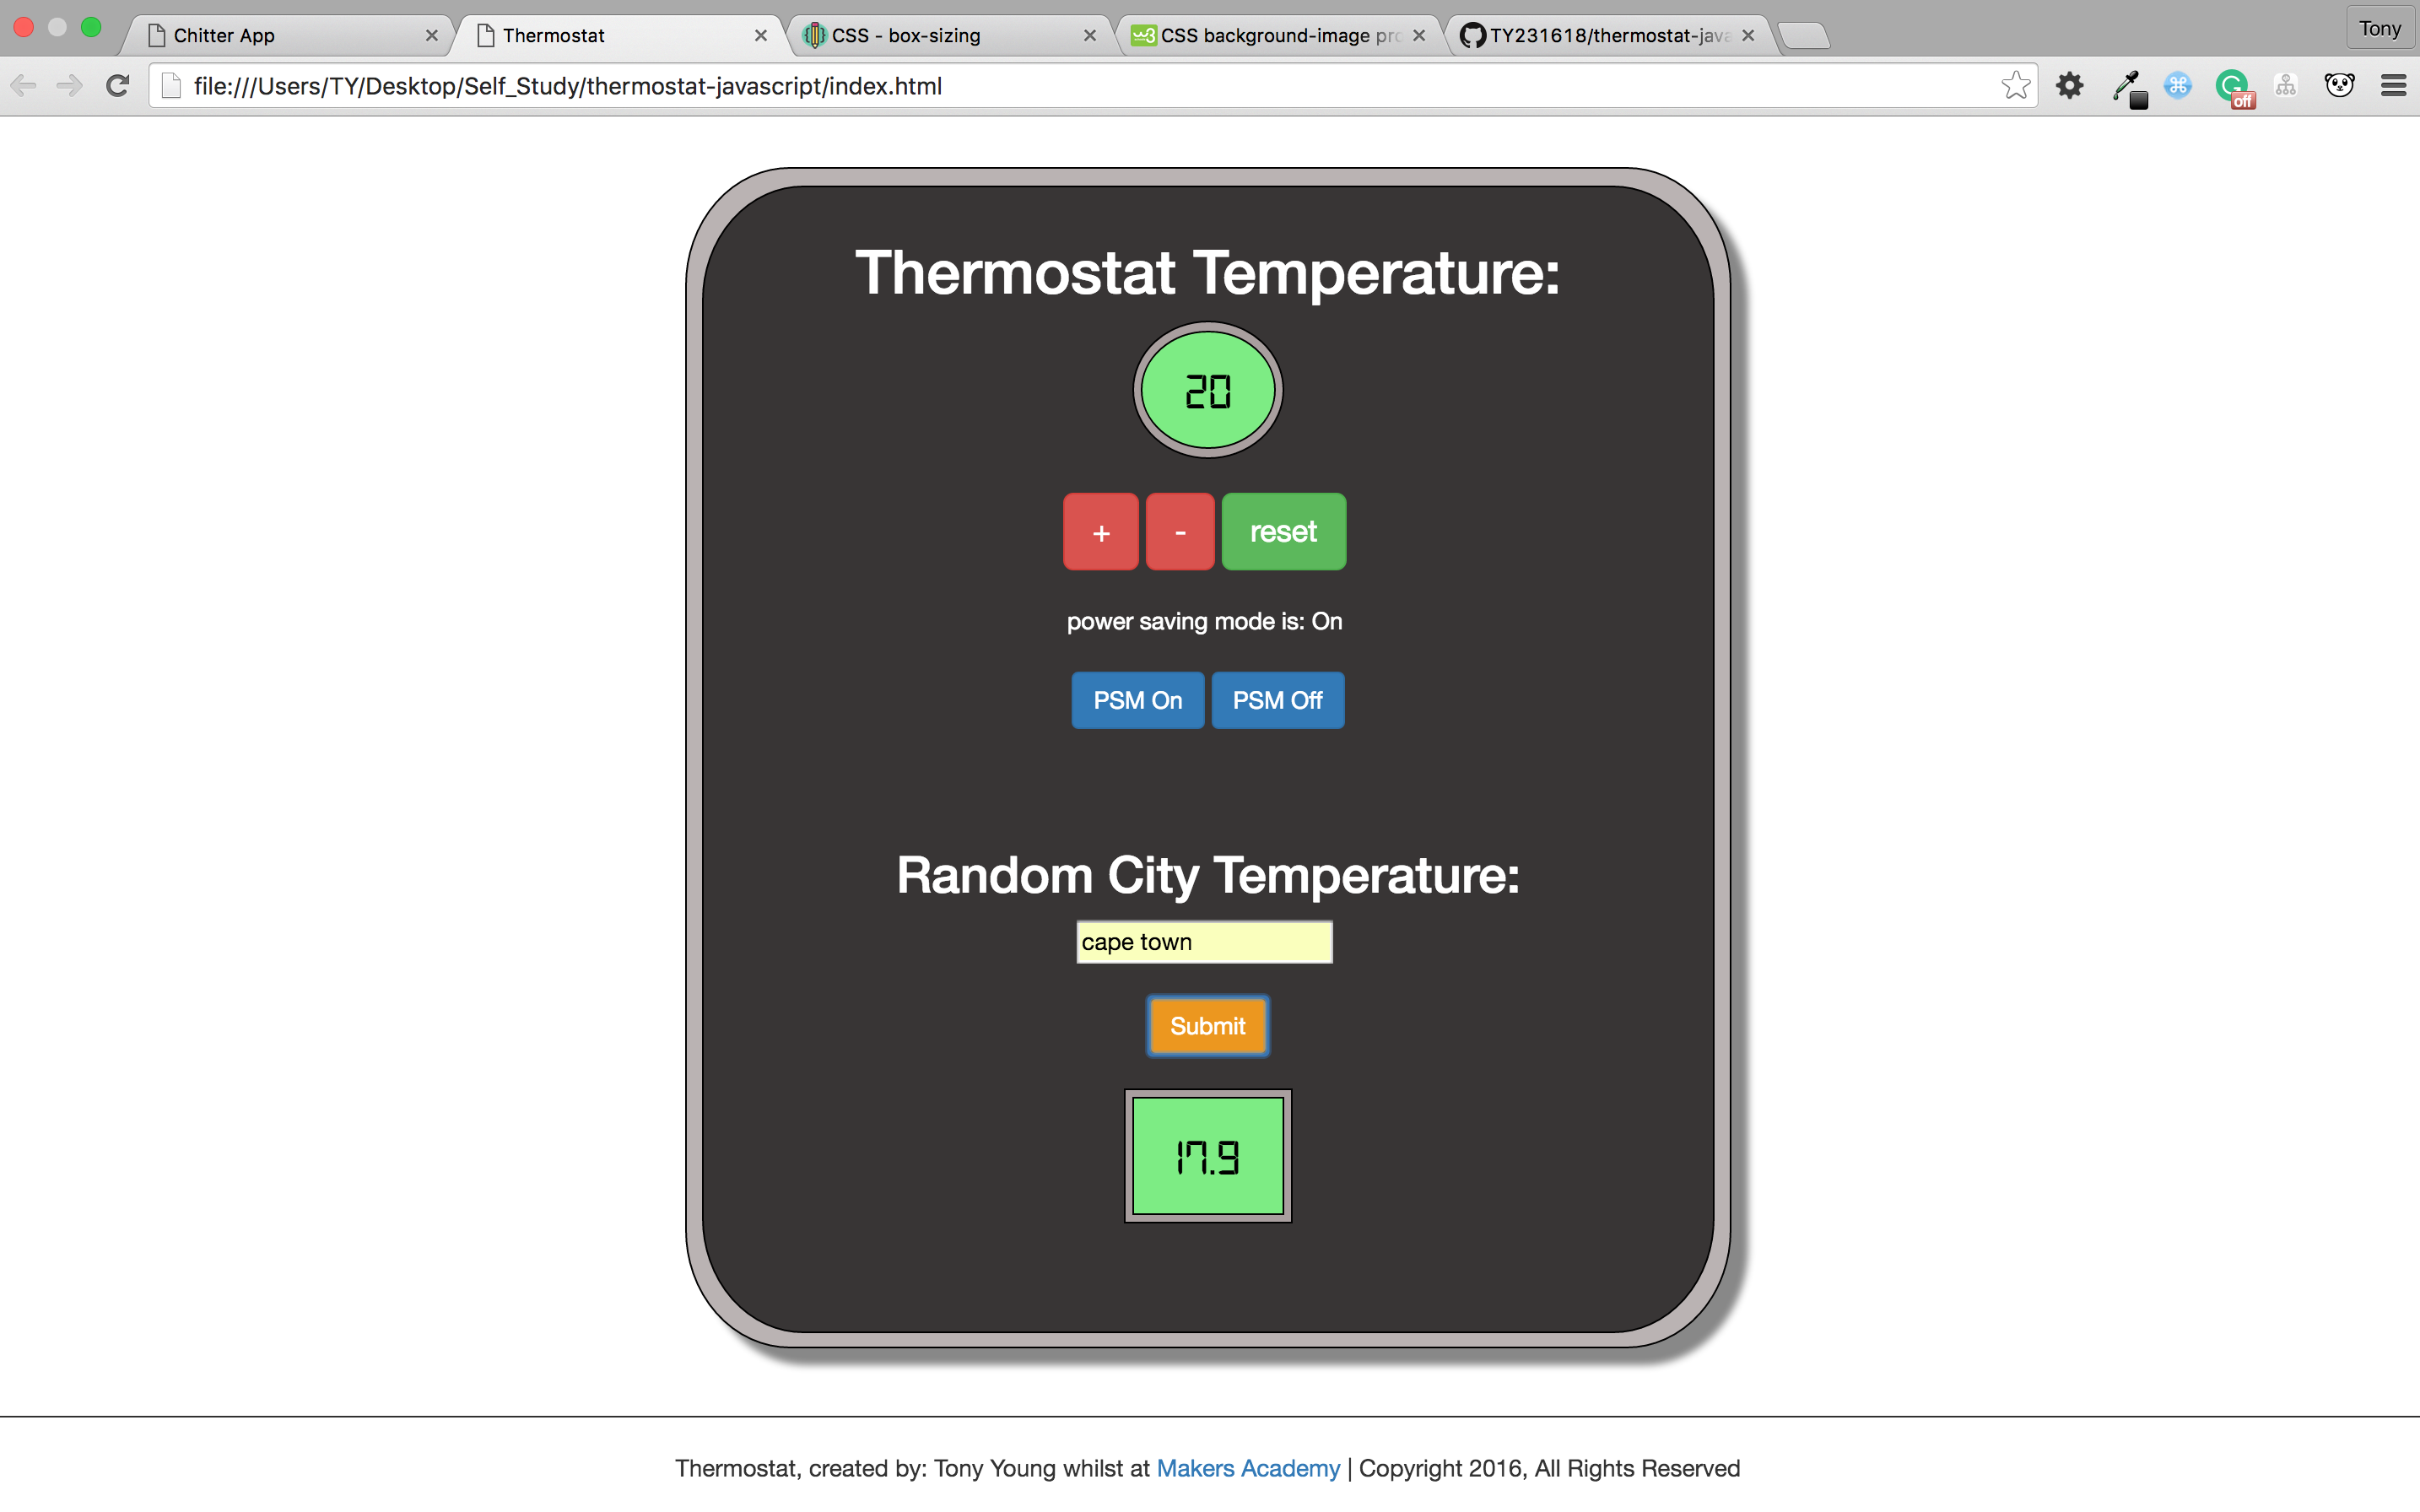 Chitter App
Thermostat
CSS - box-sizing
CSS background-image pro
TY231618/thermostat-java
Tony
file:///Users/TY/Desktop/Self_Study/thermostat-javascript/index.html
off
Thermostat Temperature:
20
+ - reset
power saving mode is: On
PSM On PSM Off
Random City Temperature:
cape town
Submit
17.9
Thermostat, created by: Tony Young whilst at Makers Academy | Copyright 2016, All Rights Reserved